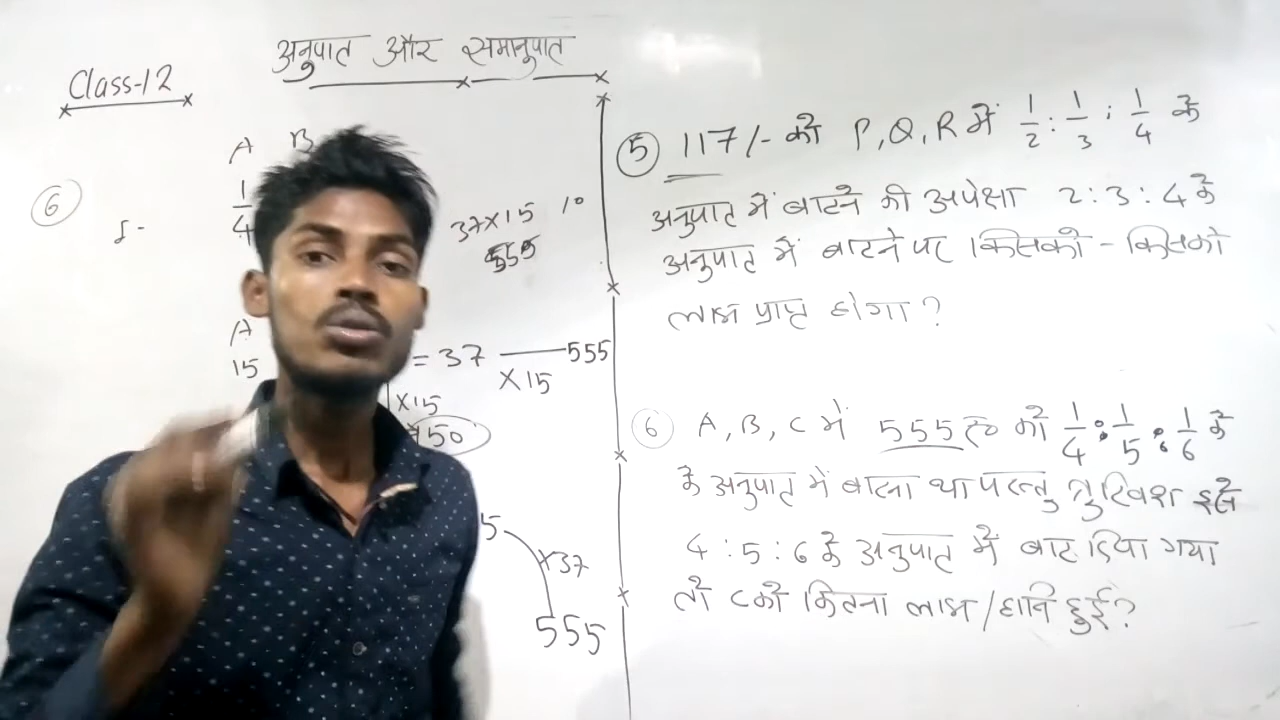 अनुपात और समानुपात
Class-12
A B
⑥ 1/4
37×15 10
555
A
15 = 37 ——— 555
×15
×15
150
5
×37
555
⑤ 117/- को P,Q,R में 1/2 : 1/3 : 1/4 के
अनुपात में बाटने की अपेक्षा 2:3:4 के
अनुपात में बाटने पर किसको-किसको
लाभ प्राप्त होगा?
⑥ A, B, C में 555 रु० को 1/4 : 1/5 : 1/6 के
के अनुपात में बाटना था परन्तु त्रुटिवश इसे
4:5:6 के अनुपात में बाट दिया गया
तो C को कितना लाभ/हानि हुई?